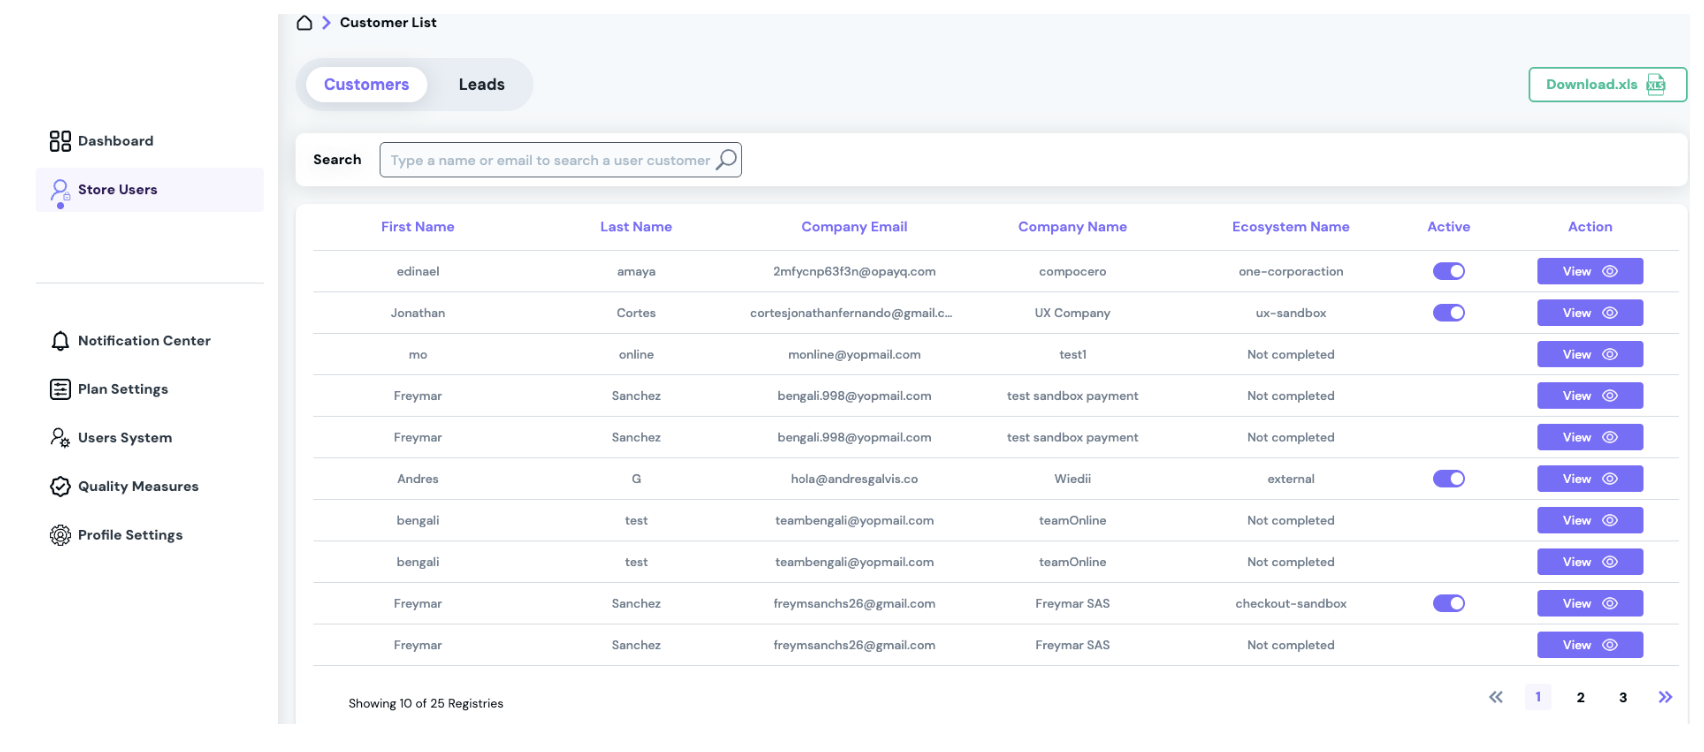 Customer List
Customers Leads
Download.xls XLS
Dashboard
Store Users
Notification Center
Plan Settings
Users System
Quality Measures
Profile Settings
Search Type a name or email to search a user customer
First Name Last Name Company Email Company Name Ecosystem Name Active Action
edinael amaya 2mfycnp63f3n@opayq.com compocero one-corporaction View
Jonathan Cortes cortesjonathanfernando@gmail.c... UX Company ux-sandbox View
mo online monline@yopmail.com test1 Not completed View
Freymar Sanchez bengali.998@yopmail.com test sandbox payment Not completed View
Freymar Sanchez bengali.998@yopmail.com test sandbox payment Not completed View
Andres G hola@andresgalvis.co Wiedii external View
bengali test teambengali@yopmail.com teamOnline Not completed View
bengali test teambengali@yopmail.com teamOnline Not completed View
Freymar Sanchez freymsanchs26@gmail.com Freymar SAS checkout-sandbox View
Freymar Sanchez freymsanchs26@gmail.com Freymar SAS Not completed View
Showing 10 of 25 Registries
« 1 2 3 »